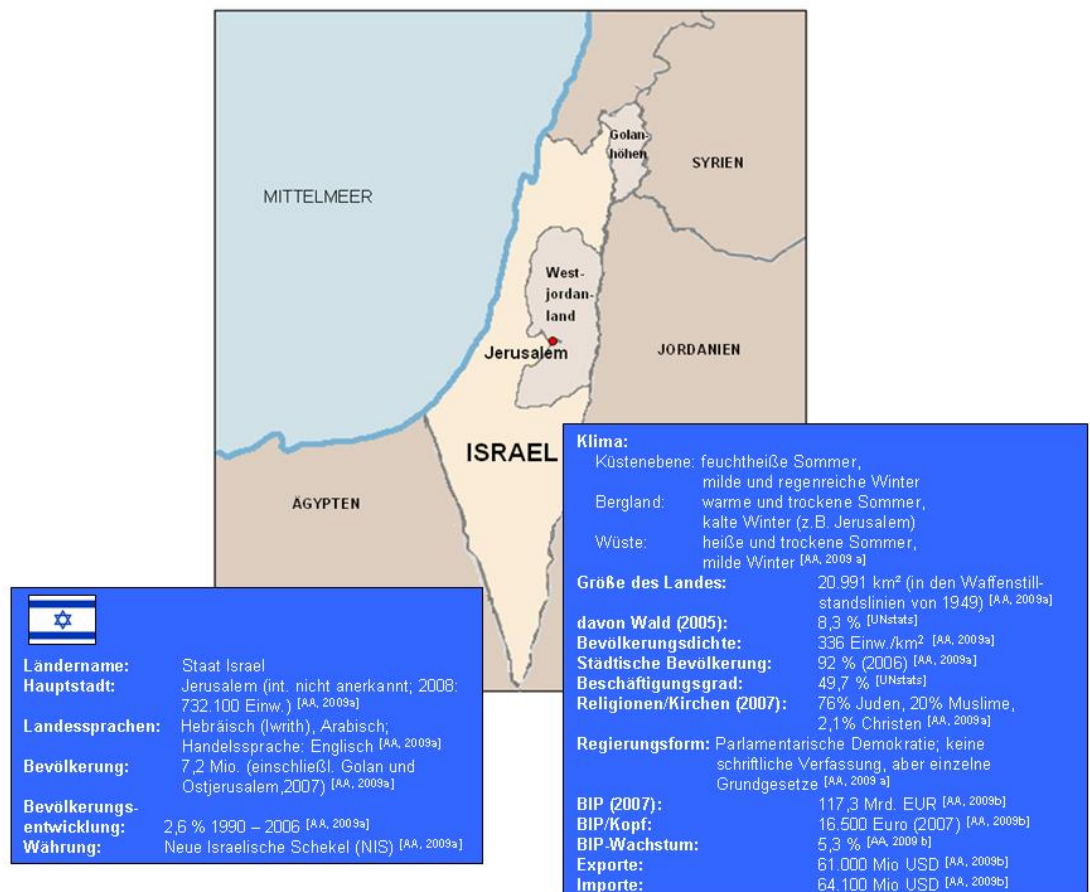 Golan-
höhen
SYRIEN
MITTELMEER
West-
jordan-
land
Jerusalem
JORDANIEN
ISRAEL
ÄGYPTEN
Klima:
Küstenebene: feuchtheiße Sommer,
milde und regenreiche Winter
Bergland: warme und trockene Sommer,
kalte Winter (z.B. Jerusalem)
Wüste: heiße und trockene Sommer,
milde Winter [AA, 2009 a]
Größe des Landes: 20.991 km² (in den Waffenstill-
standslinien von 1949) [AA, 2009a]
davon Wald (2005): 8,3 % [UNstats]
Bevölkerungsdichte: 336 Einw./km² [AA, 2009a]
Städtische Bevölkerung: 92 % (2006) [AA, 2009a]
Beschäftigungsgrad: 49,7 % [UNstats]
Religionen/Kirchen (2007): 76% Juden, 20% Muslime,
2,1% Christen [AA, 2009a]
Regierungsform: Parlamentarische Demokratie; keine
schriftliche Verfassung, aber einzelne
Grundgesetze [AA, 2009 a]
BIP (2007): 117,3 Mrd. EUR [AA, 2009b]
BIP/Kopf: 16.500 Euro (2007) [AA, 2009b]
BIP-Wachstum: 5,3 % [AA, 2009 b]
Exporte: 61.000 Mio USD [AA, 2009b]
Importe: 64.100 Mio USD [AA, 2009b]
Ländername: Staat Israel
Hauptstadt: Jerusalem (int. nicht anerkannt; 2008:
732.100 Einw.) [AA, 2009a]
Landessprachen: Hebräisch (Iwrith), Arabisch;
Handelssprache: Englisch [AA, 2009a]
Bevölkerung: 7,2 Mio. (einschließl. Golan und
Ostjerusalem,2007) [AA, 2009a]
Bevölkerungs-
entwicklung: 2,6 % 1990 – 2006 [AA, 2009a]
Währung: Neue Israelische Schekel (NIS) [AA, 2009a]